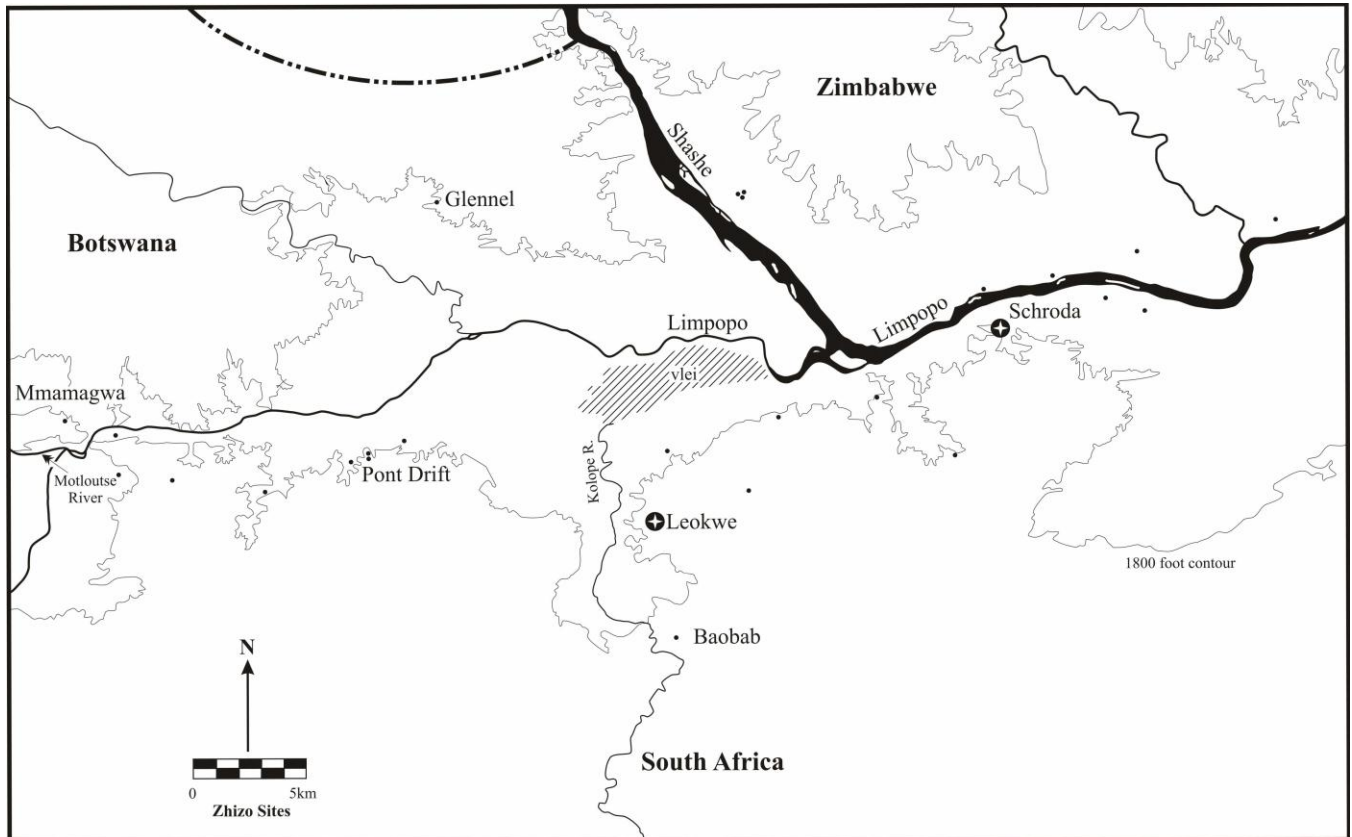 Zimbabwe
Shashe
Glennel
Botswana
Limpopo
Limpopo
Schroda
vlei
Mmamagwa
Pont Drift
Motloutse
River
Kolope R.
Leokwe
1800 foot contour
Baobab
N
South Africa
0 5km
Zhizo Sites